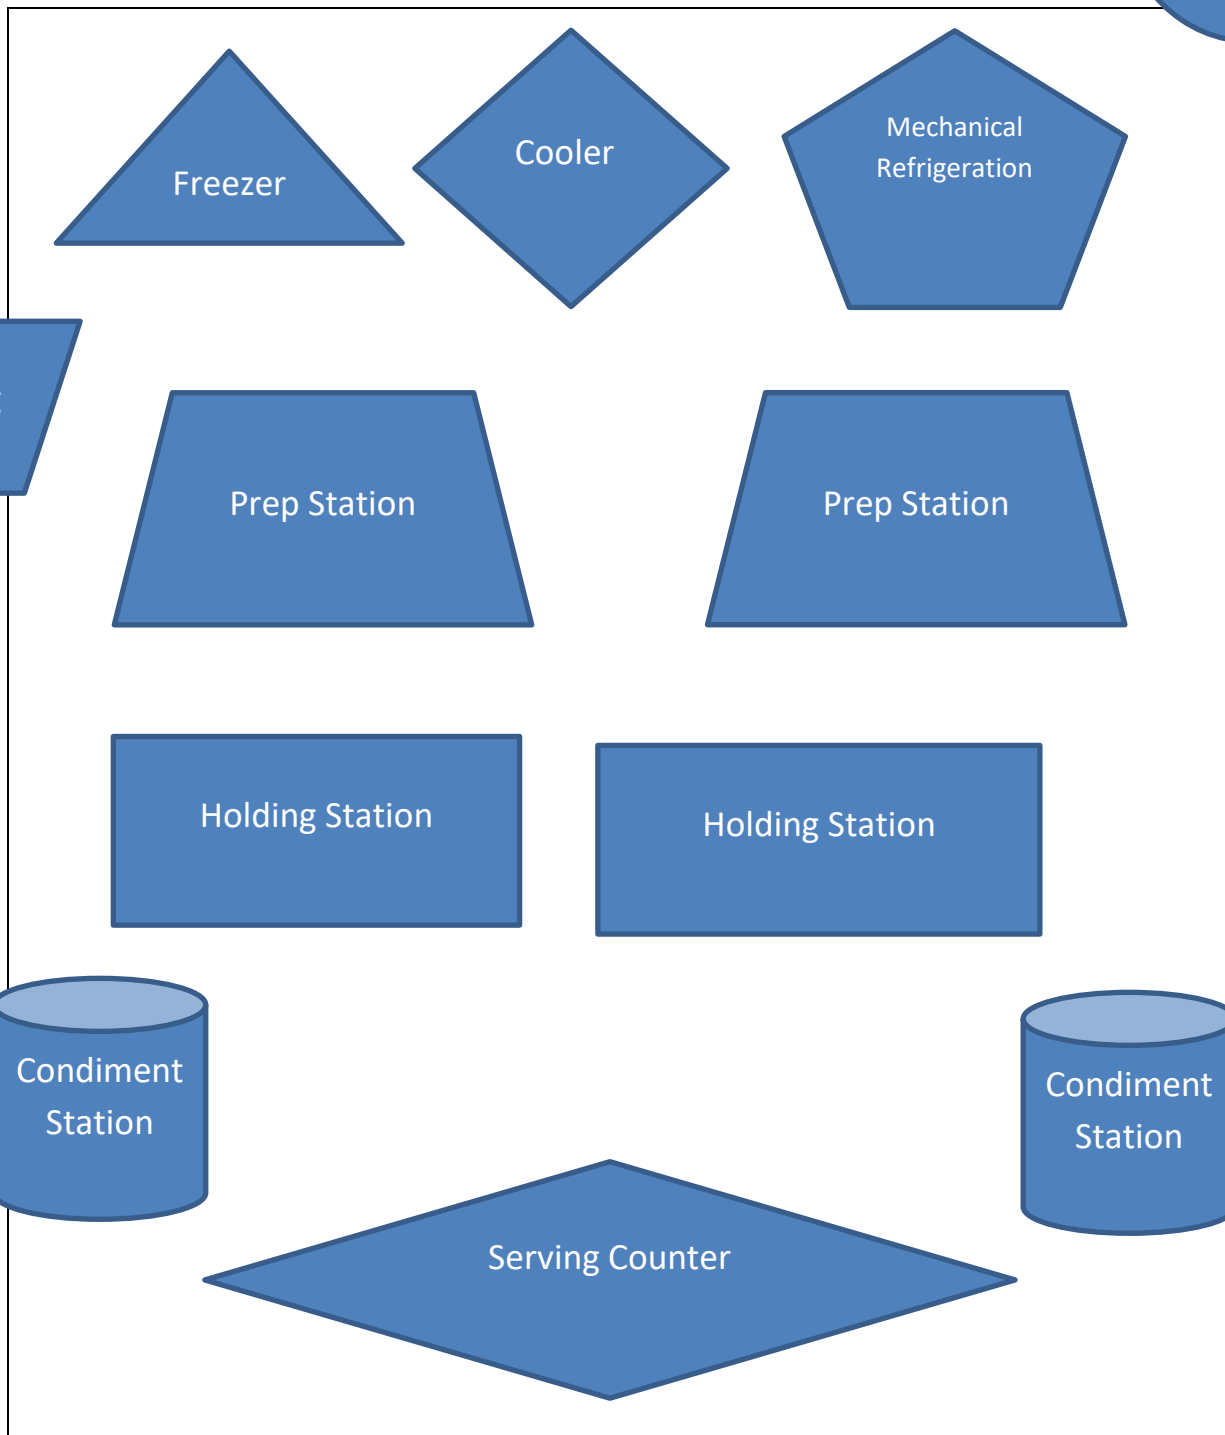 Freezer
Cooler
Mechanical
Refrigeration
Prep Station
Prep Station
Holding Station
Holding Station
Condiment
Station
Condiment
Station
Serving Counter